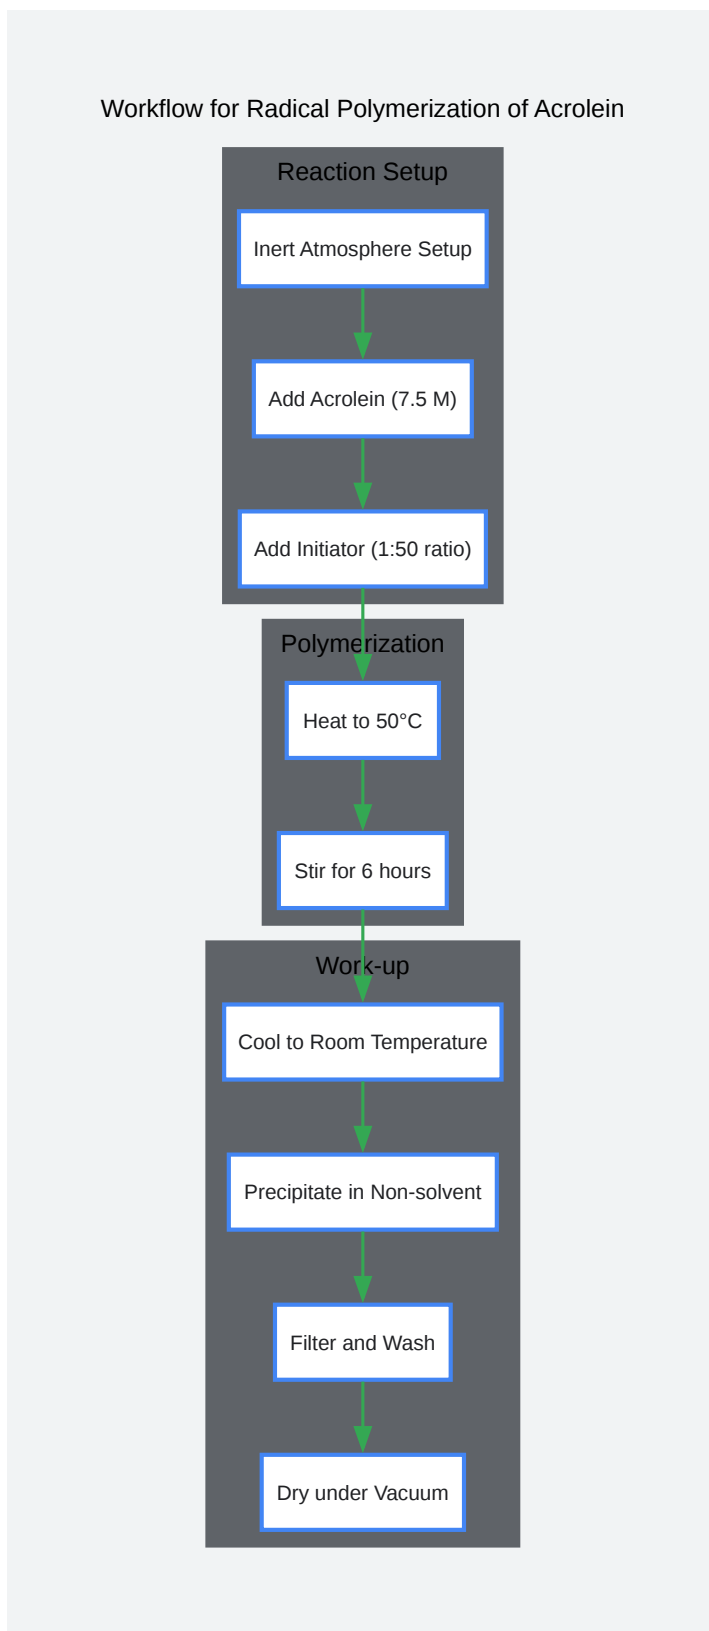 Workflow for Radical Polymerization of Acrolein
Reaction Setup
Inert Atmosphere Setup
Add Acrolein (7.5 M)
Add Initiator (1:50 ratio)
Polymerization
Heat to 50°C
Stir for 6 hours
Work-up
Cool to Room Temperature
Precipitate in Non-solvent
Filter and Wash
Dry under Vacuum